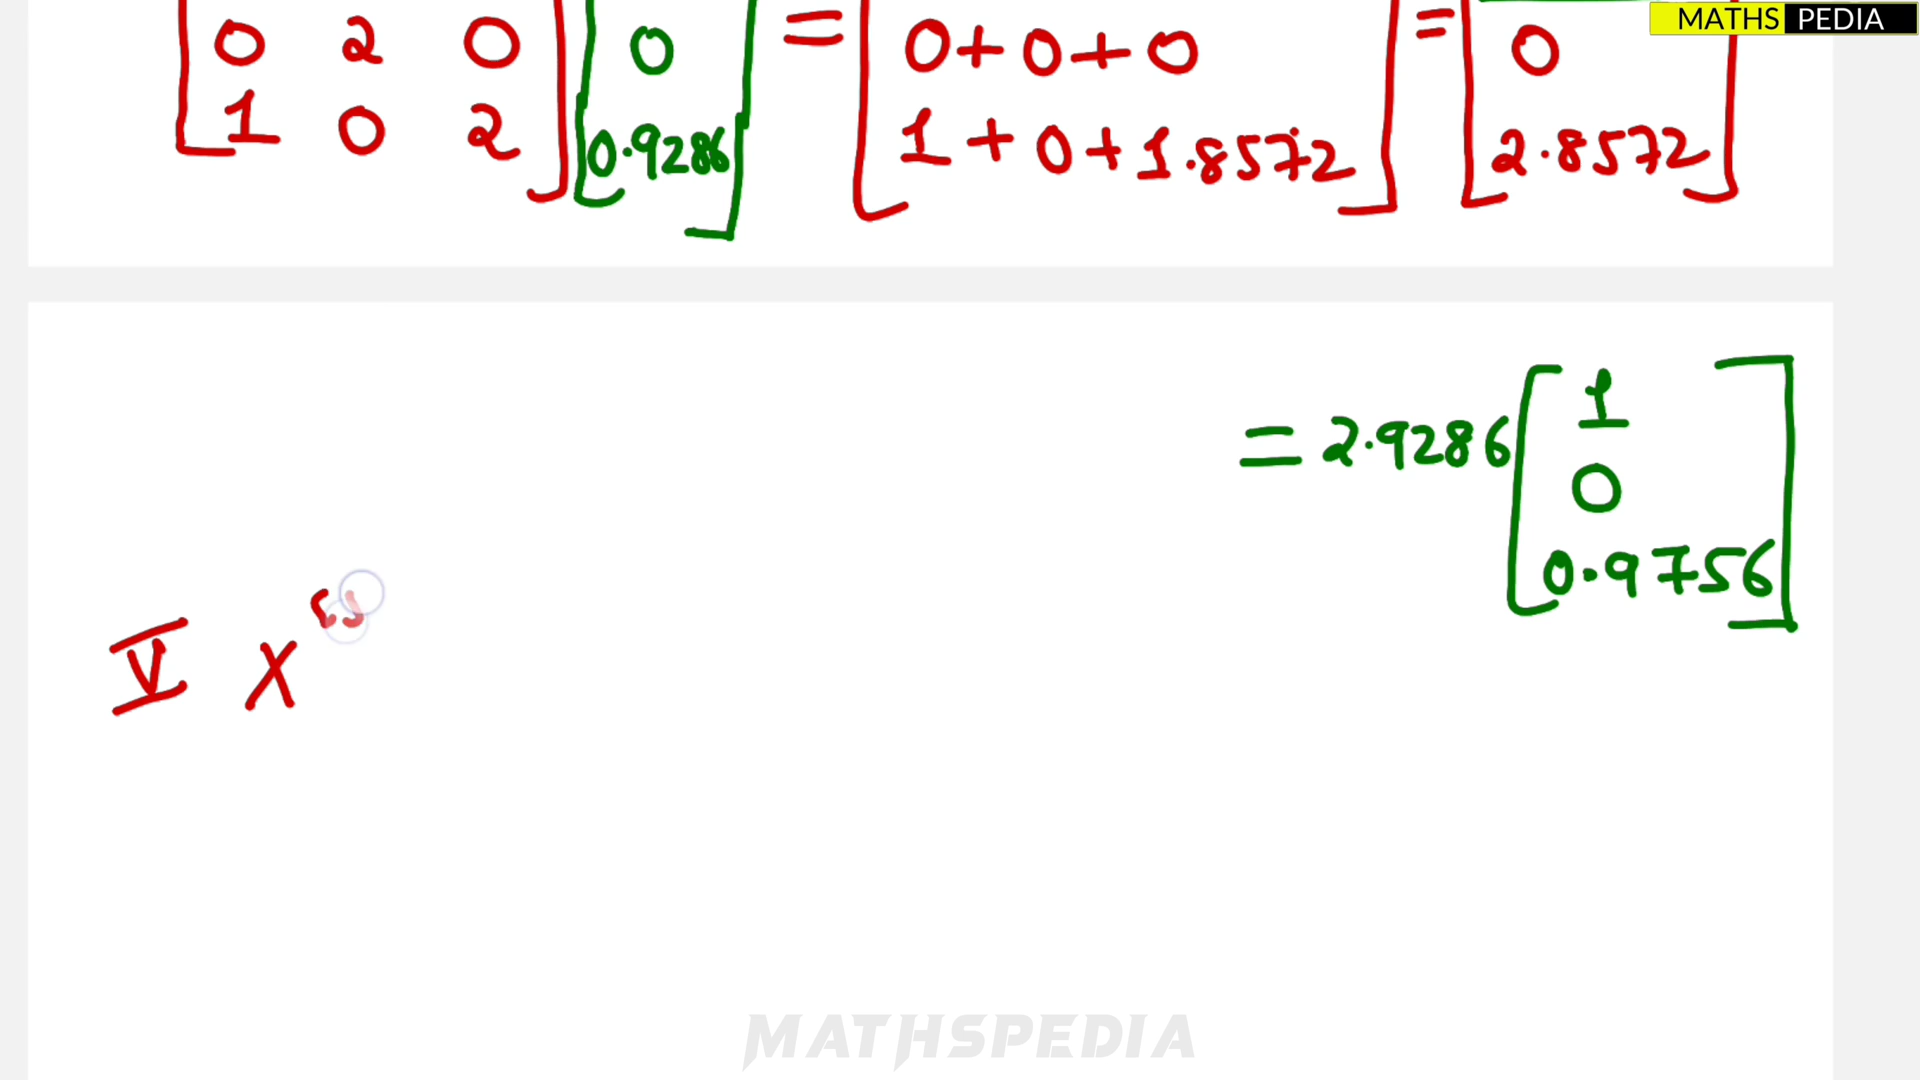 MATHS PEDIA
0 2 0 0 = 0+0+0 = 0
1 0 2 0.9286 1+0+1.8572 2.8572
1
= 2.9286 0
0.9756
V X
MATHSPEDIA